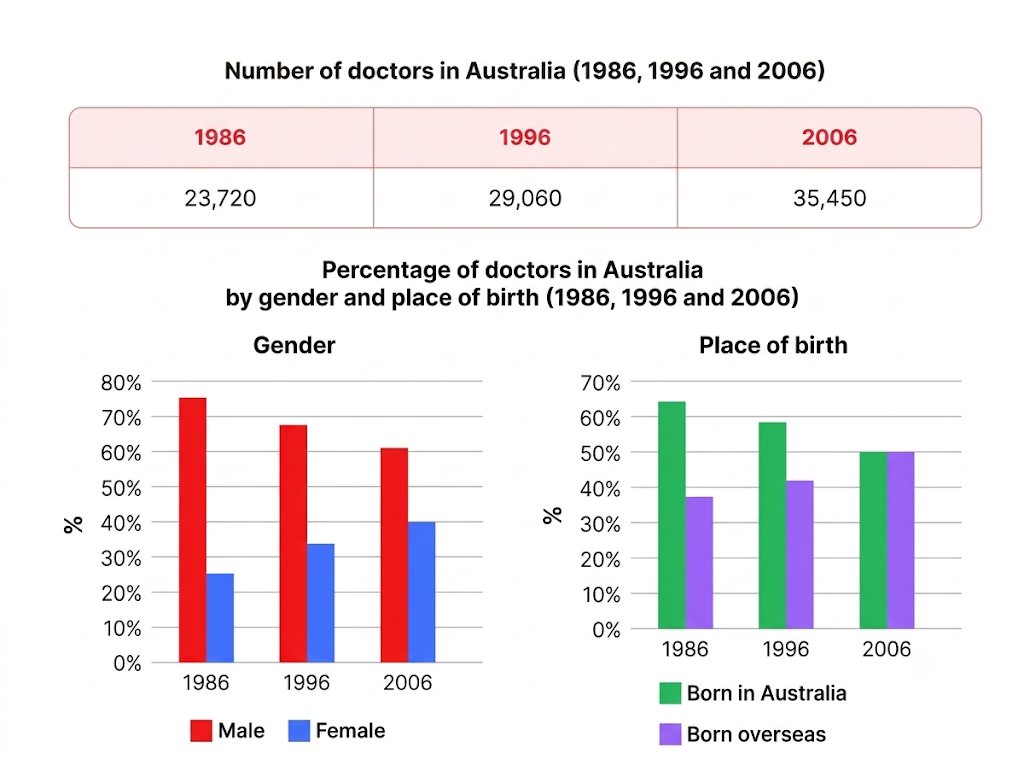 Number of doctors in Australia (1986, 1996 and 2006)
1986 1996 2006
23,720 29,060 35,450
Percentage of doctors in Australia
by gender and place of birth (1986, 1996 and 2006)
Gender
80%
70%
60%
50%
40%
30%
20%
10%
0%
%
1986 1996 2006
Male Female
Place of birth
70%
60%
50%
40%
30%
20%
10%
0%
%
1986 1996 2006
Born in Australia
Born overseas